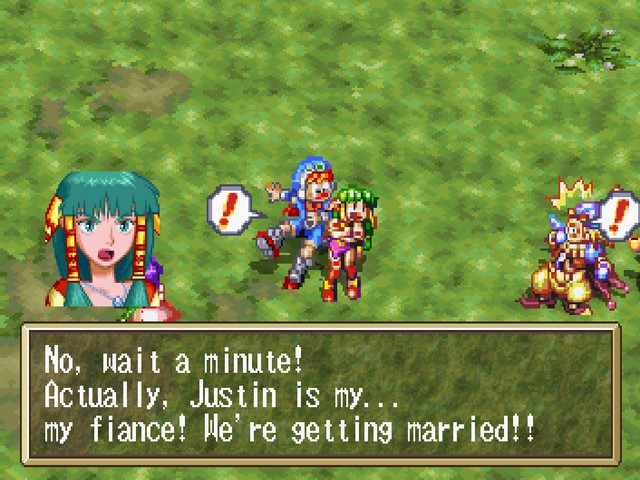 !
!
No, wait a minute!
Actually, Justin is my...
my fiance! We're getting married!!